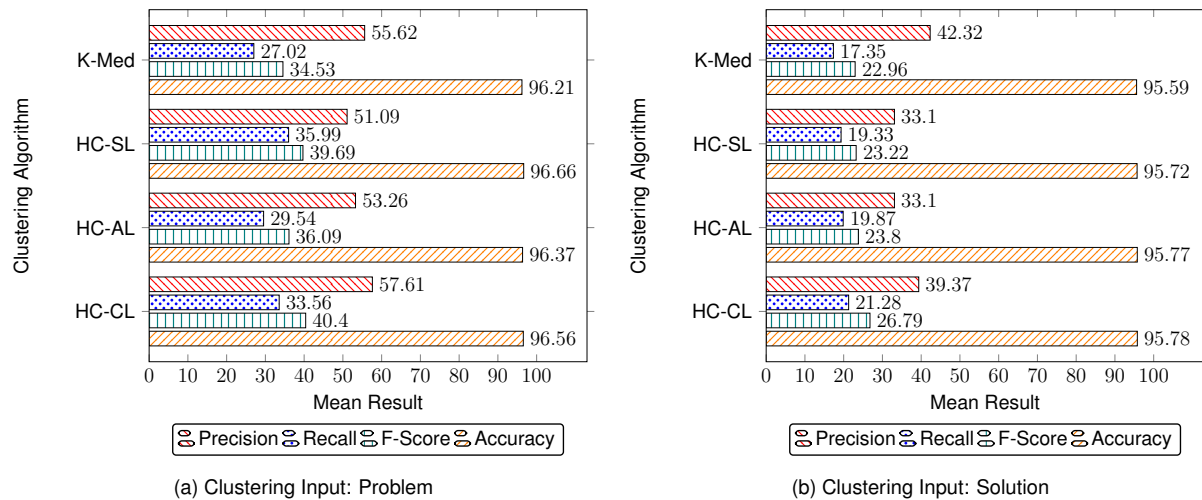 Clustering Algorithm
K-Med
HC-SL
HC-AL
HC-CL
55.62
27.02
34.53
96.21
51.09
35.99
39.69
96.66
53.26
29.54
36.09
96.37
57.61
33.56
40.4
96.56
0 10 20 30 40 50 60 70 80 90 100
Mean Result
Precision Recall F-Score Accuracy
(a) Clustering Input: Problem
Clustering Algorithm
K-Med
HC-SL
HC-AL
HC-CL
42.32
17.35
22.96
95.59
33.1
19.33
23.22
95.72
33.1
19.87
23.8
95.77
39.37
21.28
26.79
95.78
0 10 20 30 40 50 60 70 80 90 100
Mean Result
Precision Recall F-Score Accuracy
(b) Clustering Input: Solution